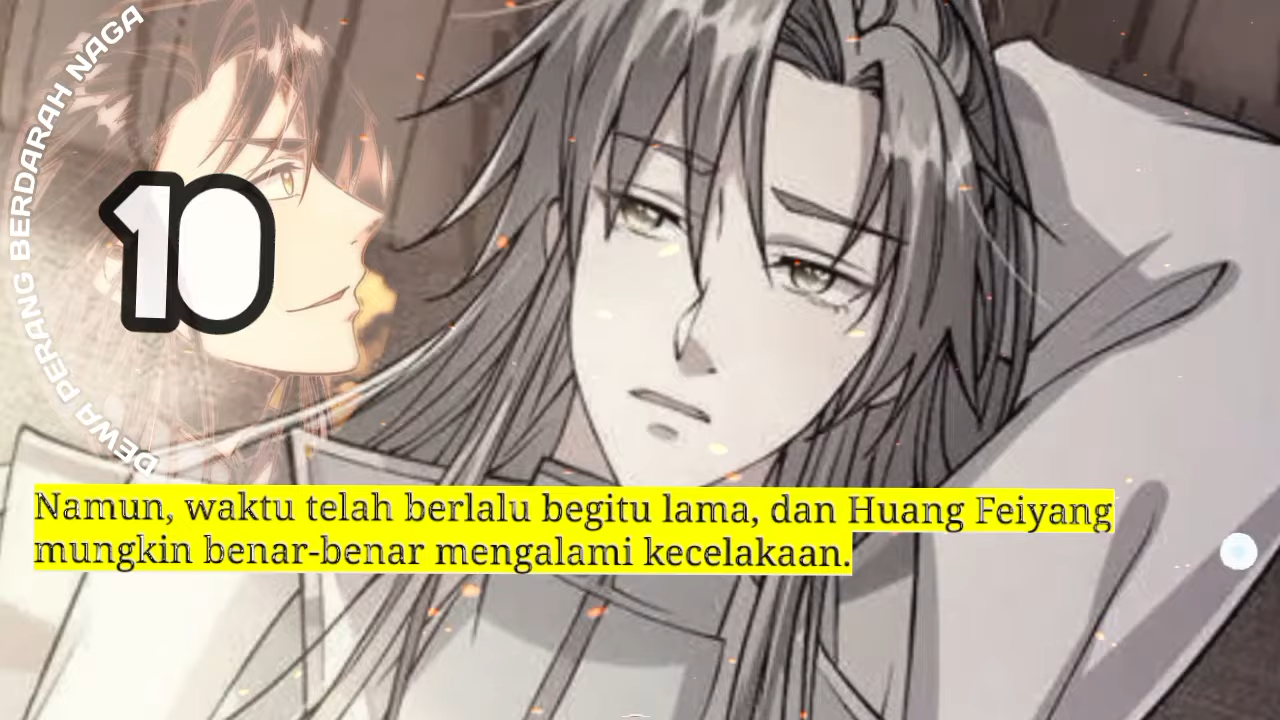 DEWA PERANG BERDARAH NAGA
10
Namun, waktu telah berlalu begitu lama, dan Huang Feiyang
mungkin benar-benar mengalami kecelakaan.